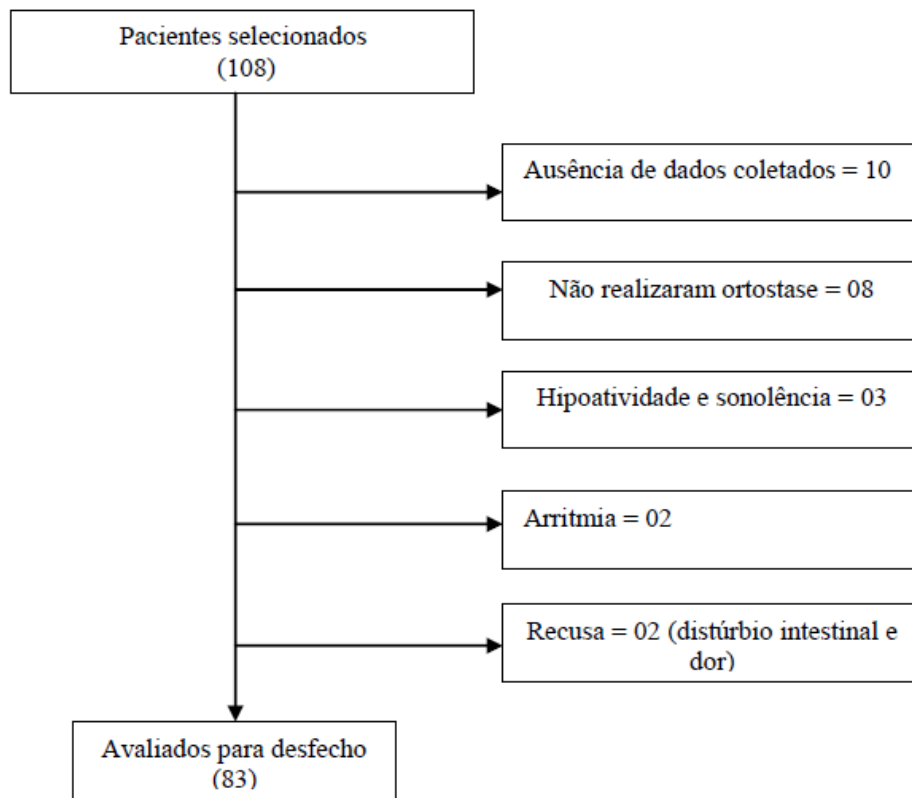 Pacientes selecionados
(108)
Ausência de dados coletados = 10
Não realizaram ortostase = 08
Hipoatividade e sonolência = 03
Arritmia = 02
Recusa = 02 (distúrbio intestinal e
dor)
Avaliados para desfecho
(83)